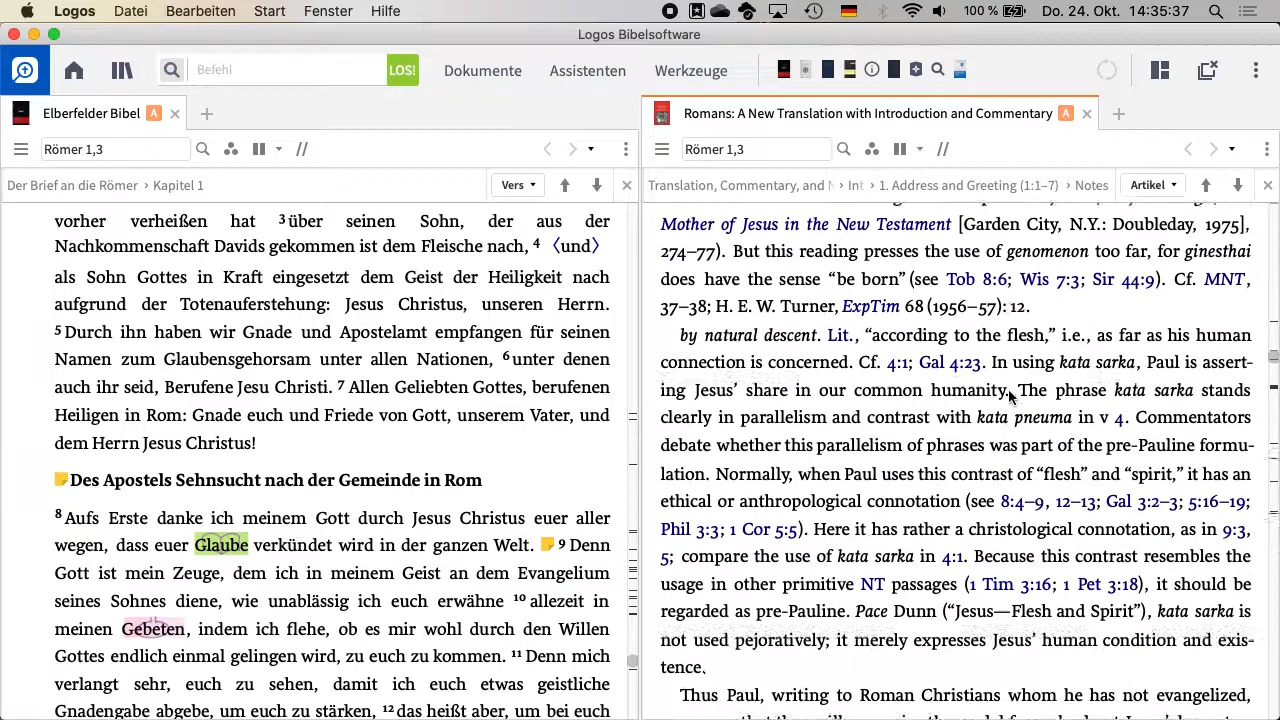 Logos Datei Bearbeiten Start Fenster Hilfe 100 % Do. 24. Okt. 14:35:37
Logos Bibelsoftware
Befehl LOS! Dokumente Assistenten Werkzeuge
Elberfelder Bibel A
Römer 1,3 //
Der Brief an die Römer › Kapitel 1 Vers
vorher verheißen hat 3 über seinen Sohn, der aus der
Nachkommenschaft Davids gekommen ist dem Fleische nach, 4 〈und〉
als Sohn Gottes in Kraft eingesetzt dem Geist der Heiligkeit nach
aufgrund der Totenauferstehung: Jesus Christus, unseren Herrn.
5 Durch ihn haben wir Gnade und Apostelamt empfangen für seinen
Namen zum Glaubensgehorsam unter allen Nationen, 6 unter denen
auch ihr seid, Berufene Jesu Christi. 7 Allen Geliebten Gottes, berufenen
Heiligen in Rom: Gnade euch und Friede von Gott, unserem Vater, und
dem Herrn Jesus Christus!
Des Apostels Sehnsucht nach der Gemeinde in Rom
8 Aufs Erste danke ich meinem Gott durch Jesus Christus euer aller
wegen, dass euer Glaube verkündet wird in der ganzen Welt. 9 Denn
Gott ist mein Zeuge, dem ich in meinem Geist an dem Evangelium
seines Sohnes diene, wie unablässig ich euch erwähne 10 allezeit in
meinen Gebeten, indem ich flehe, ob es mir wohl durch den Willen
Gottes endlich einmal gelingen wird, zu euch zu kommen. 11 Denn mich
verlangt sehr, euch zu sehen, damit ich euch etwas geistliche
Gnadengabe abgebe, um euch zu stärken, 12 das heißt aber, um bei euch
Romans: A New Translation with Introduction and Commentary A
Römer 1,3 //
Translation, Commentary, and › Int › 1. Address and Greeting (1:1–7) › Notes Artikel
Mother of Jesus in the New Testament [Garden City, N.Y.: Doubleday, 1975],
274–77). But this reading presses the use of genomenon too far, for ginesthai
does have the sense “be born” (see Tob 8:6; Wis 7:3; Sir 44:9). Cf. MNT,
37–38; H. E. W. Turner, ExpTim 68 (1956–57): 12.
by natural descent. Lit., “according to the flesh,” i.e., as far as his human
connection is concerned. Cf. 4:1; Gal 4:23. In using kata sarka, Paul is assert-
ing Jesus’ share in our common humanity. The phrase kata sarka stands
clearly in parallelism and contrast with kata pneuma in v 4. Commentators
debate whether this parallelism of phrases was part of the pre-Pauline formu-
lation. Normally, when Paul uses this contrast of “flesh” and “spirit,” it has an
ethical or anthropological connotation (see 8:4–9, 12–13; Gal 3:2–3; 5:16–19;
Phil 3:3; 1 Cor 5:5). Here it has rather a christological connotation, as in 9:3,
5; compare the use of kata sarka in 4:1. Because this contrast resembles the
usage in other primitive NT passages (1 Tim 3:16; 1 Pet 3:18), it should be
regarded as pre-Pauline. Pace Dunn (“Jesus—Flesh and Spirit”), kata sarka is
not used pejoratively; it merely expresses Jesus’ human condition and exis-
tence.
Thus Paul, writing to Roman Christians whom he has not evangelized,